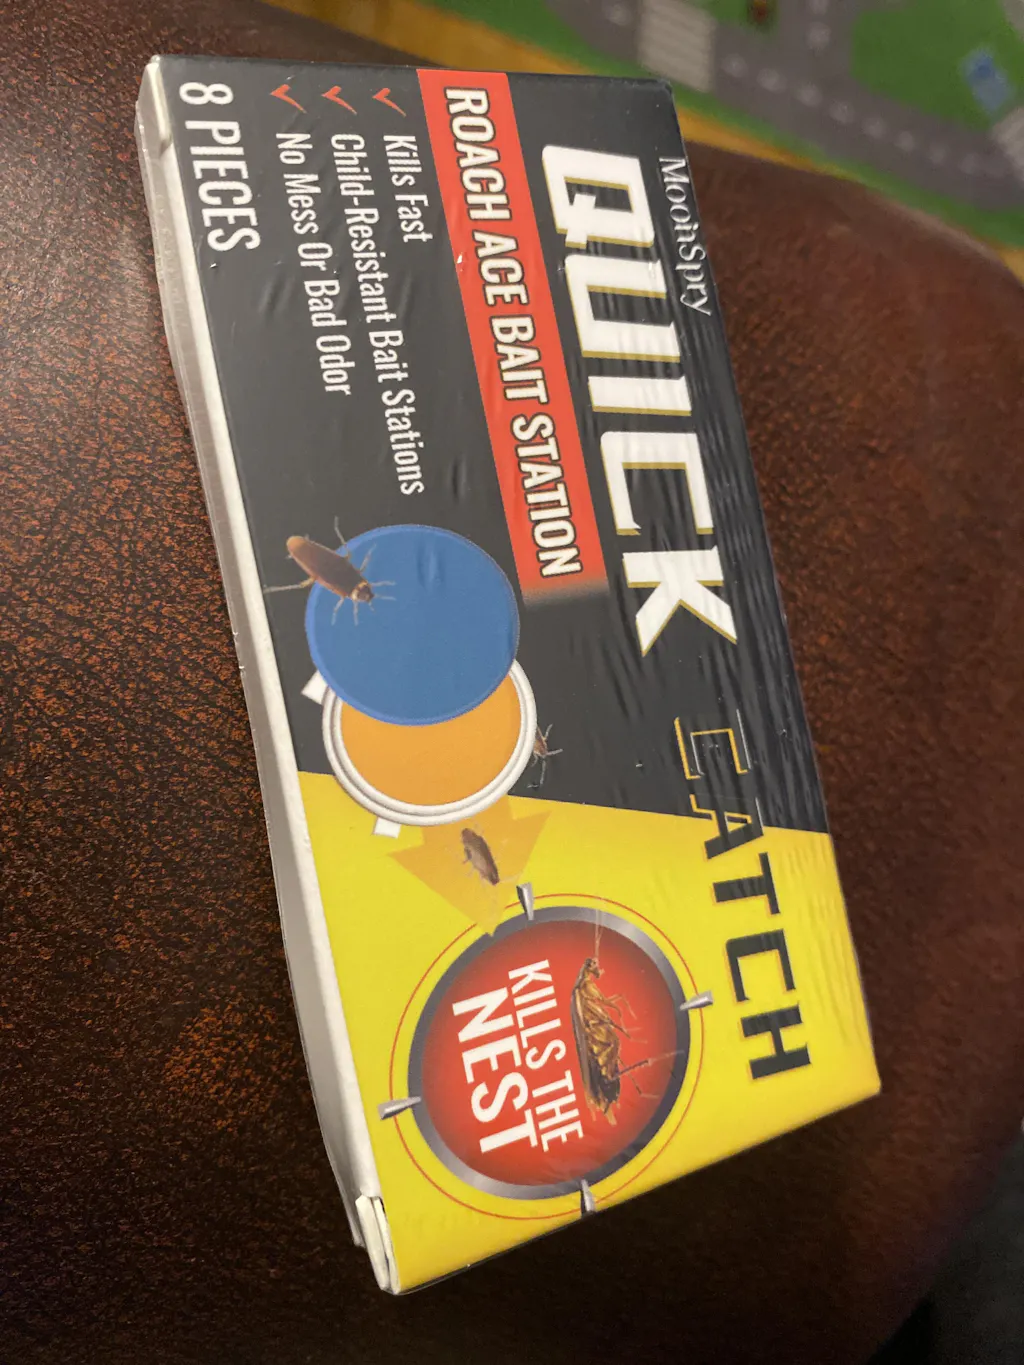 MoonSpry
QUICK EATCH
ROACH ACE BAIT STATION
Kills Fast
Child-Resistant Bait Stations
No Mess Or Bad Odor
8 PIECES
KILLS THE
NEST